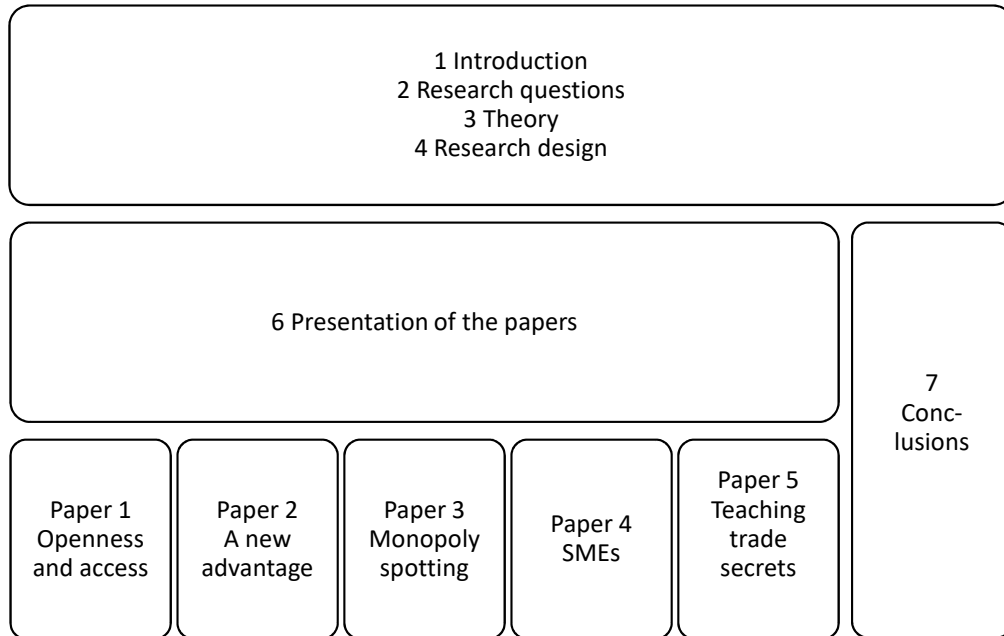 1 Introduction
2 Research questions
3 Theory
4 Research design
6 Presentation of the papers
7
Conc-
lusions
Paper 1
Openness
and access
Paper 2
A new
advantage
Paper 3
Monopoly
spotting
Paper 4
SMEs
Paper 5
Teaching
trade
secrets